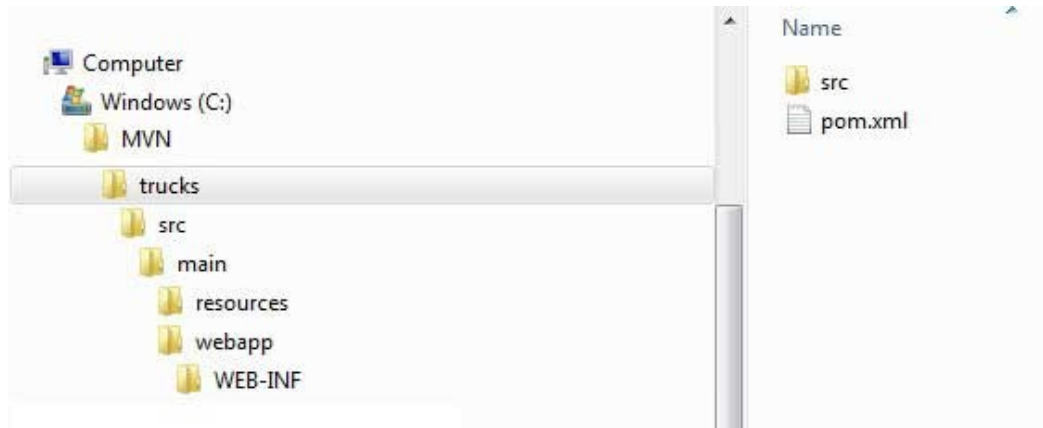 Computer
Windows (C:)
MVN
trucks
src
main
resources
webapp
WEB-INF
Name
src
pom.xml